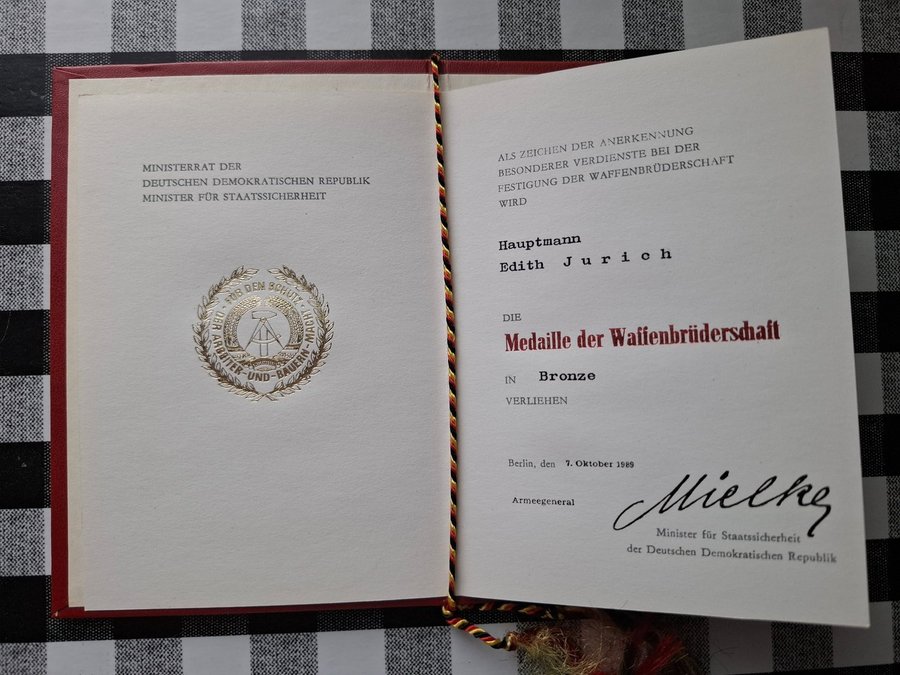 MINISTERRAT DER
DEUTSCHEN DEMOKRATISCHEN REPUBLIK
MINISTER FÜR STAATSSICHERHEIT
FÜR DEN SCHUTZ
DER ARBEITER-UND-BAUERN-MACHT
ALS ZEICHEN DER ANERKENNUNG
BESONDERER VERDIENSTE BEI DER
FESTIGUNG DER WAFFENBRÜDERSCHAFT
WIRD
Hauptmann
Edith J u r i c h
DIE
Medaille der Waffenbrüderschaft
IN Bronze
VERLIEHEN
Berlin, den 7. Oktober 1989
Armeegeneral Mielke
Minister für Staatssicherheit
der Deutschen Demokratischen Republik